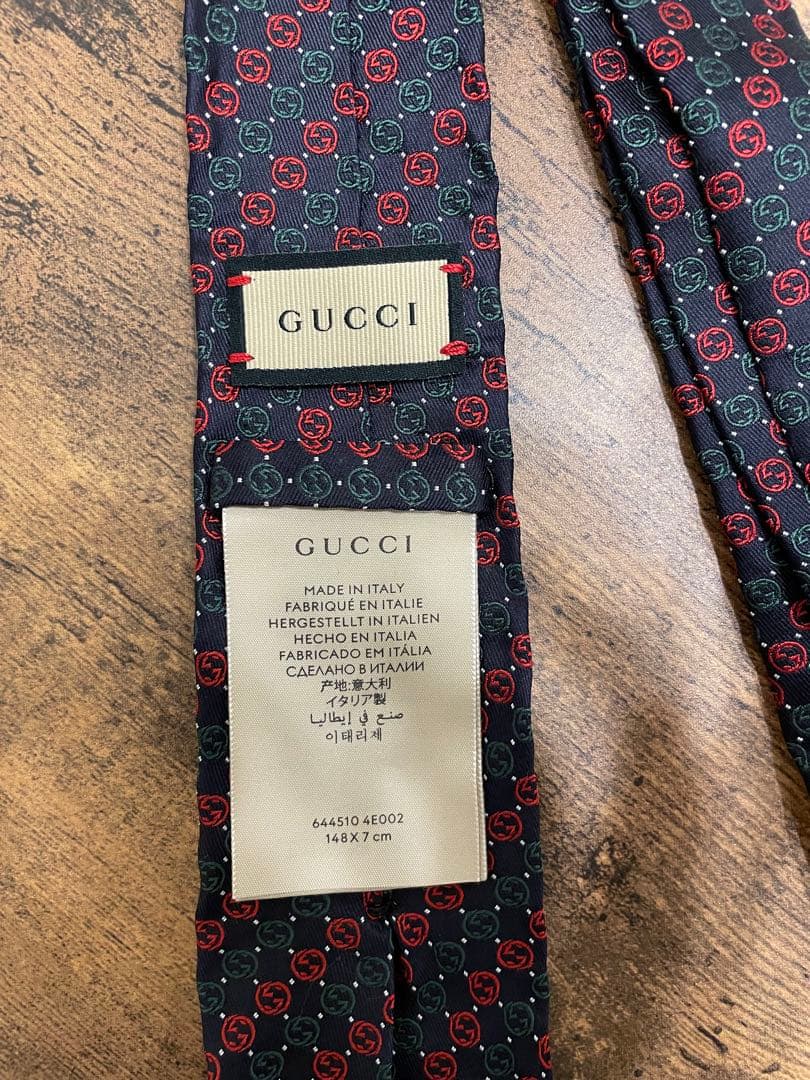 GUCCI
GUCCI
MADE IN ITALY
FABRIQUÉ EN ITALIE
HERGESTELLT IN ITALIEN
HECHO EN ITALIA
FABRICADO EM ITÁLIA
СДЕЛАНО В ИТАЛИИ
产地:意大利
イタリア製
صنع في إيطاليا
이태리제
644510 4E002
148 X 7 cm